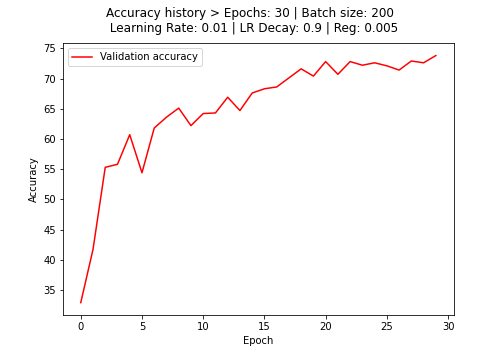 Accuracy history > Epochs: 30 | Batch size: 200
Learning Rate: 0.01 | LR Decay: 0.9 | Reg: 0.005
Validation accuracy
75
70
65
60
55
50
45
40
35
Accuracy
0 5 10 15 20 25 30
Epoch